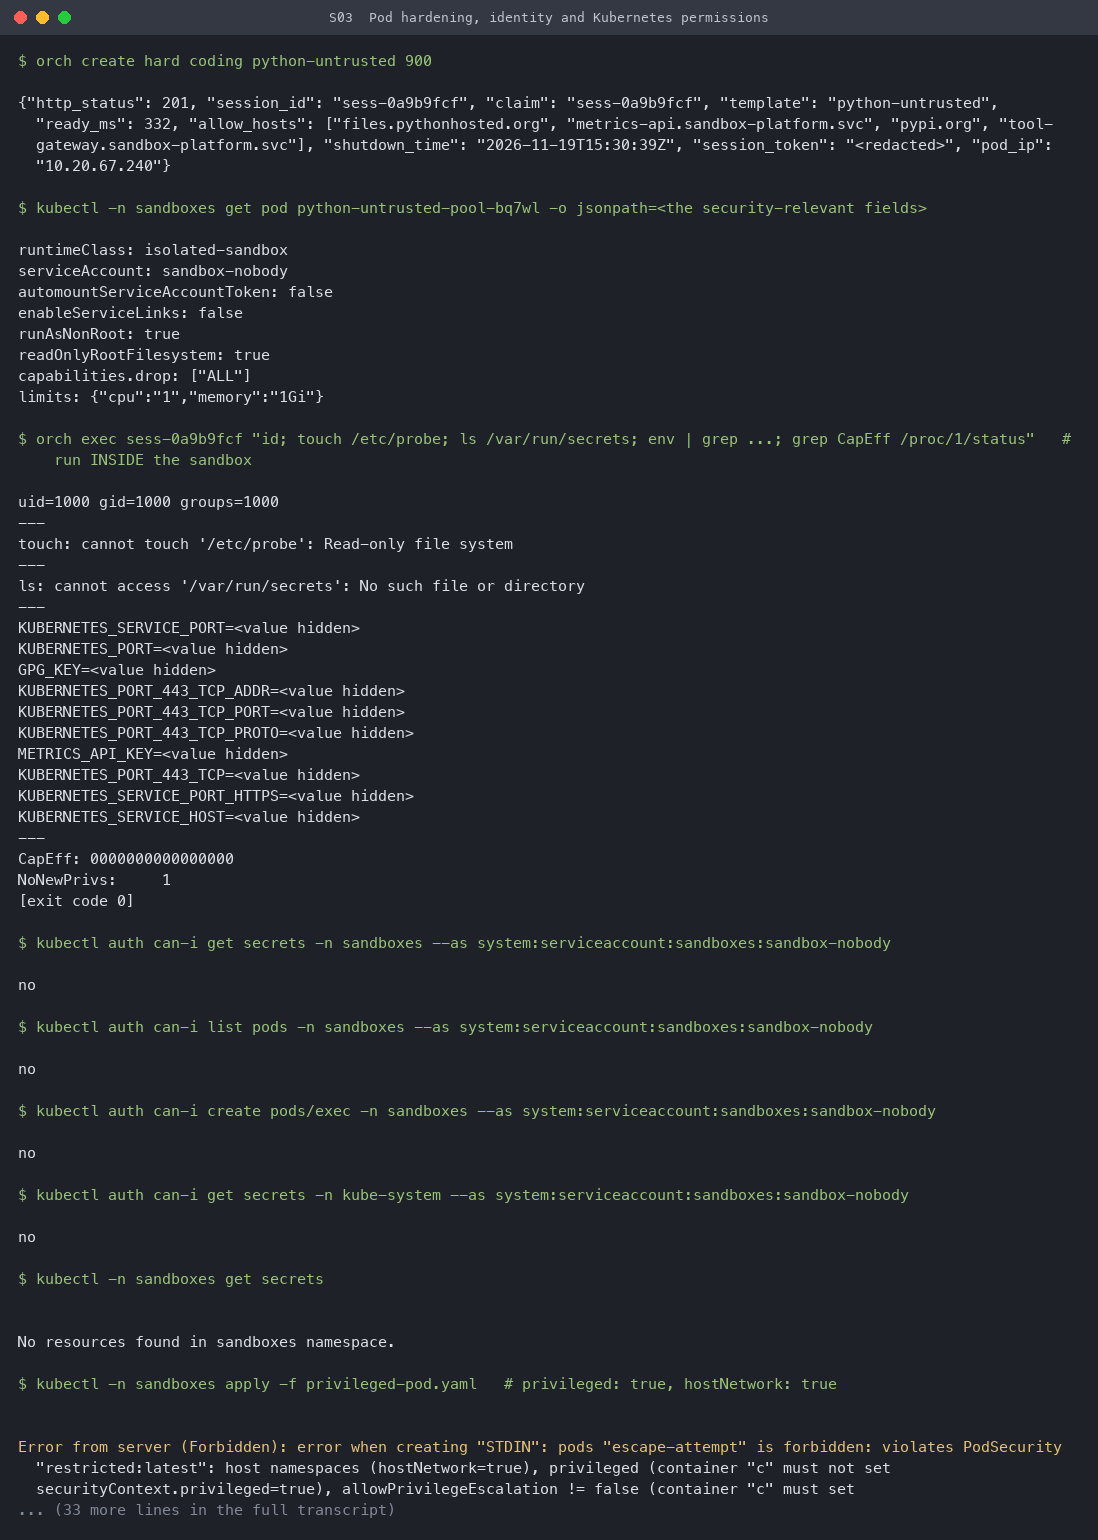 S03  Pod hardening, identity and Kubernetes permissions
$ orch create hard coding python-untrusted 900
{"http_status": 201, "session_id": "sess-0a9b9fcf", "claim": "sess-0a9b9fcf", "template": "python-untrusted",
"ready_ms": 332, "allow_hosts": ["files.pythonhosted.org", "metrics-api.sandbox-platform.svc", "pypi.org", "tool-
gateway.sandbox-platform.svc"], "shutdown_time": "2026-11-19T15:30:39Z", "session_token": "<redacted>", "pod_ip":
"10.20.67.240"}
$ kubectl -n sandboxes get pod python-untrusted-pool-bq7wl -o jsonpath=<the security-relevant fields>
runtimeClass: isolated-sandbox
serviceAccount: sandbox-nobody
automountServiceAccountToken: false
enableServiceLinks: false
runAsNonRoot: true
readOnlyRootFilesystem: true
capabilities.drop: ["ALL"]
limits: {"cpu":"1","memory":"1Gi"}
$ orch exec sess-0a9b9fcf "id; touch /etc/probe; ls /var/run/secrets; env | grep ...; grep CapEff /proc/1/status"   #
run INSIDE the sandbox
uid=1000 gid=1000 groups=1000
---
touch: cannot touch '/etc/probe': Read-only file system
---
ls: cannot access '/var/run/secrets': No such file or directory
---
KUBERNETES_SERVICE_PORT=<value hidden>
KUBERNETES_PORT=<value hidden>
GPG_KEY=<value hidden>
KUBERNETES_PORT_443_TCP_ADDR=<value hidden>
KUBERNETES_PORT_443_TCP_PORT=<value hidden>
KUBERNETES_PORT_443_TCP_PROTO=<value hidden>
METRICS_API_KEY=<value hidden>
KUBERNETES_PORT_443_TCP=<value hidden>
KUBERNETES_SERVICE_PORT_HTTPS=<value hidden>
KUBERNETES_SERVICE_HOST=<value hidden>
---
CapEff: 0000000000000000
NoNewPrivs:     1
[exit code 0]
$ kubectl auth can-i get secrets -n sandboxes --as system:serviceaccount:sandboxes:sandbox-nobody
no
$ kubectl auth can-i list pods -n sandboxes --as system:serviceaccount:sandboxes:sandbox-nobody
no
$ kubectl auth can-i create pods/exec -n sandboxes --as system:serviceaccount:sandboxes:sandbox-nobody
no
$ kubectl auth can-i get secrets -n kube-system --as system:serviceaccount:sandboxes:sandbox-nobody
no
$ kubectl -n sandboxes get secrets
No resources found in sandboxes namespace.
$ kubectl -n sandboxes apply -f privileged-pod.yaml   # privileged: true, hostNetwork: true
Error from server (Forbidden): error when creating "STDIN": pods "escape-attempt" is forbidden: violates PodSecurity
"restricted:latest": host namespaces (hostNetwork=true), privileged (container "c" must not set
securityContext.privileged=true), allowPrivilegeEscalation != false (container "c" must set
... (33 more lines in the full transcript)